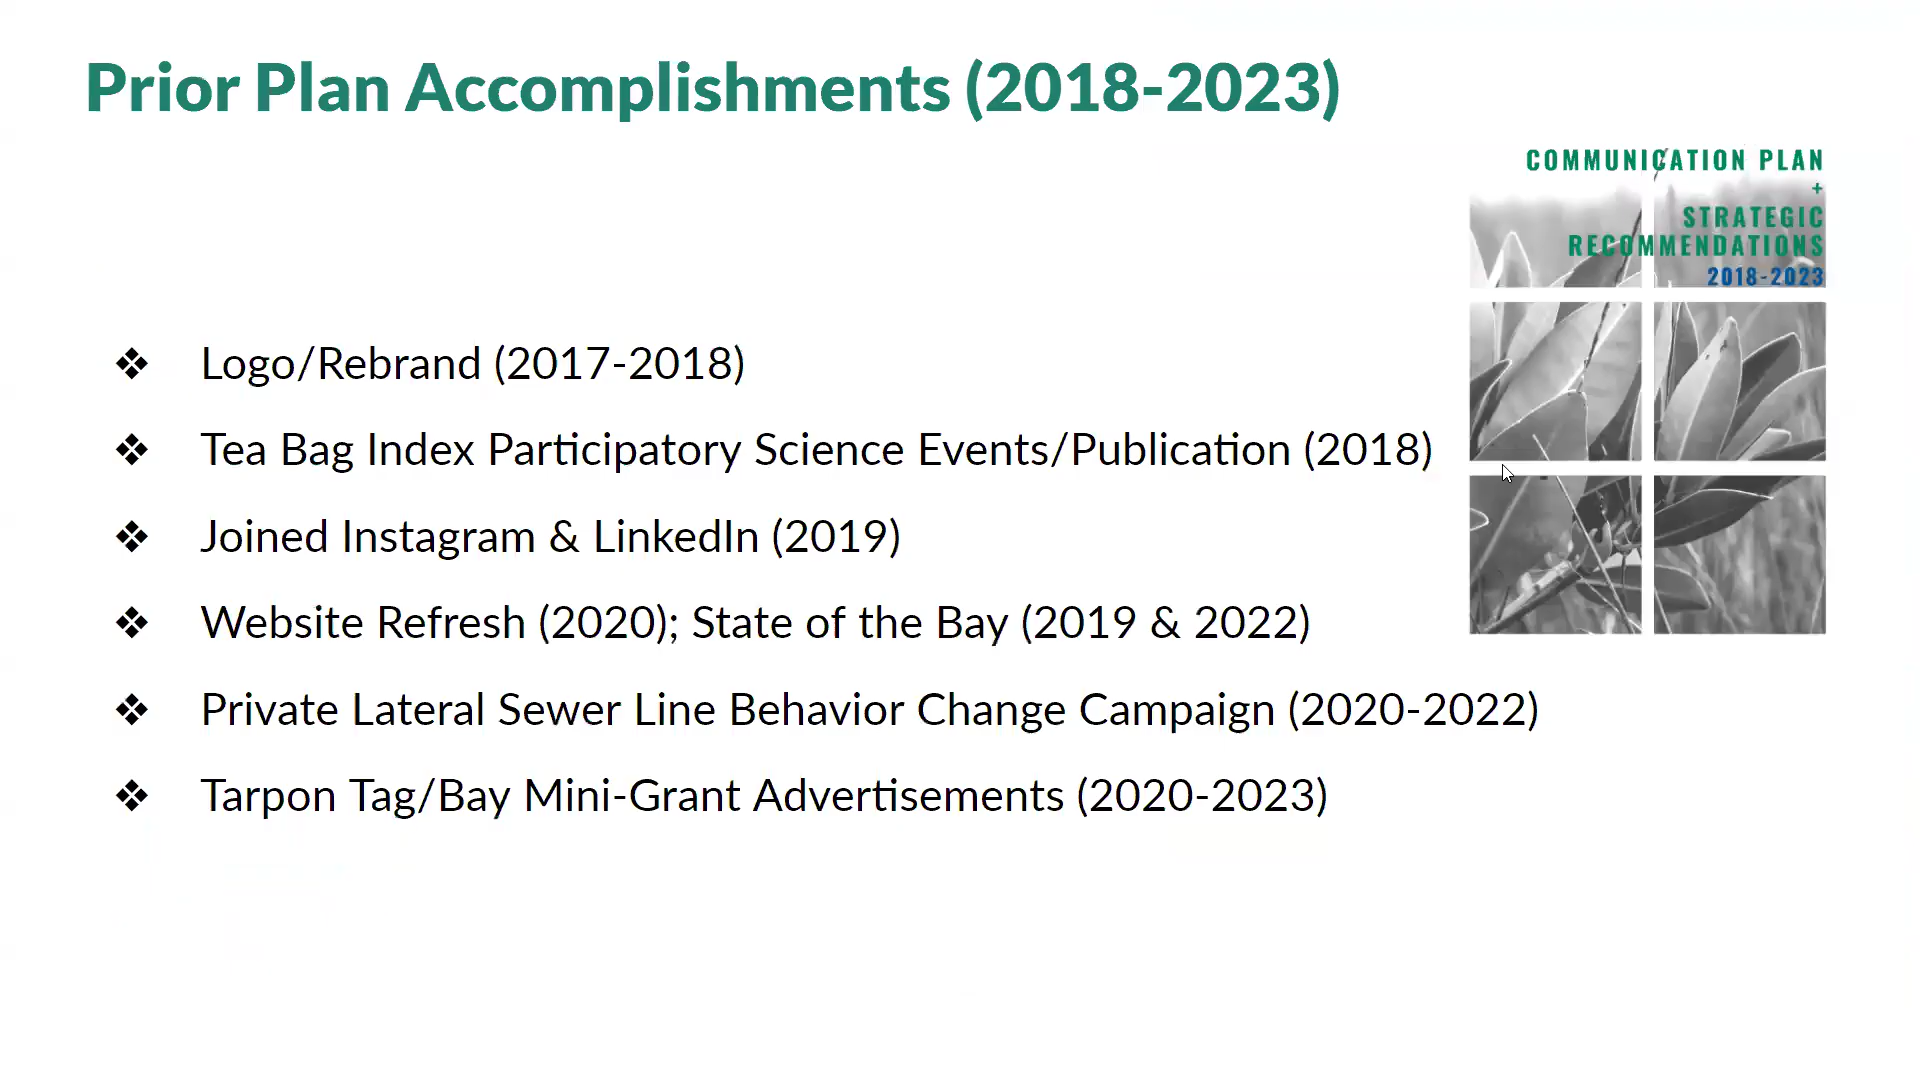 Prior Plan Accomplishments (2018-2023)
COMMUNICATION PLAN
+
STRATEGIC
RECOMMENDATIONS
2018-2023
❖ Logo/Rebrand (2017-2018)
❖ Tea Bag Index Participatory Science Events/Publication (2018)
❖ Joined Instagram & LinkedIn (2019)
❖ Website Refresh (2020); State of the Bay (2019 & 2022)
❖ Private Lateral Sewer Line Behavior Change Campaign (2020-2022)
❖ Tarpon Tag/Bay Mini-Grant Advertisements (2020-2023)